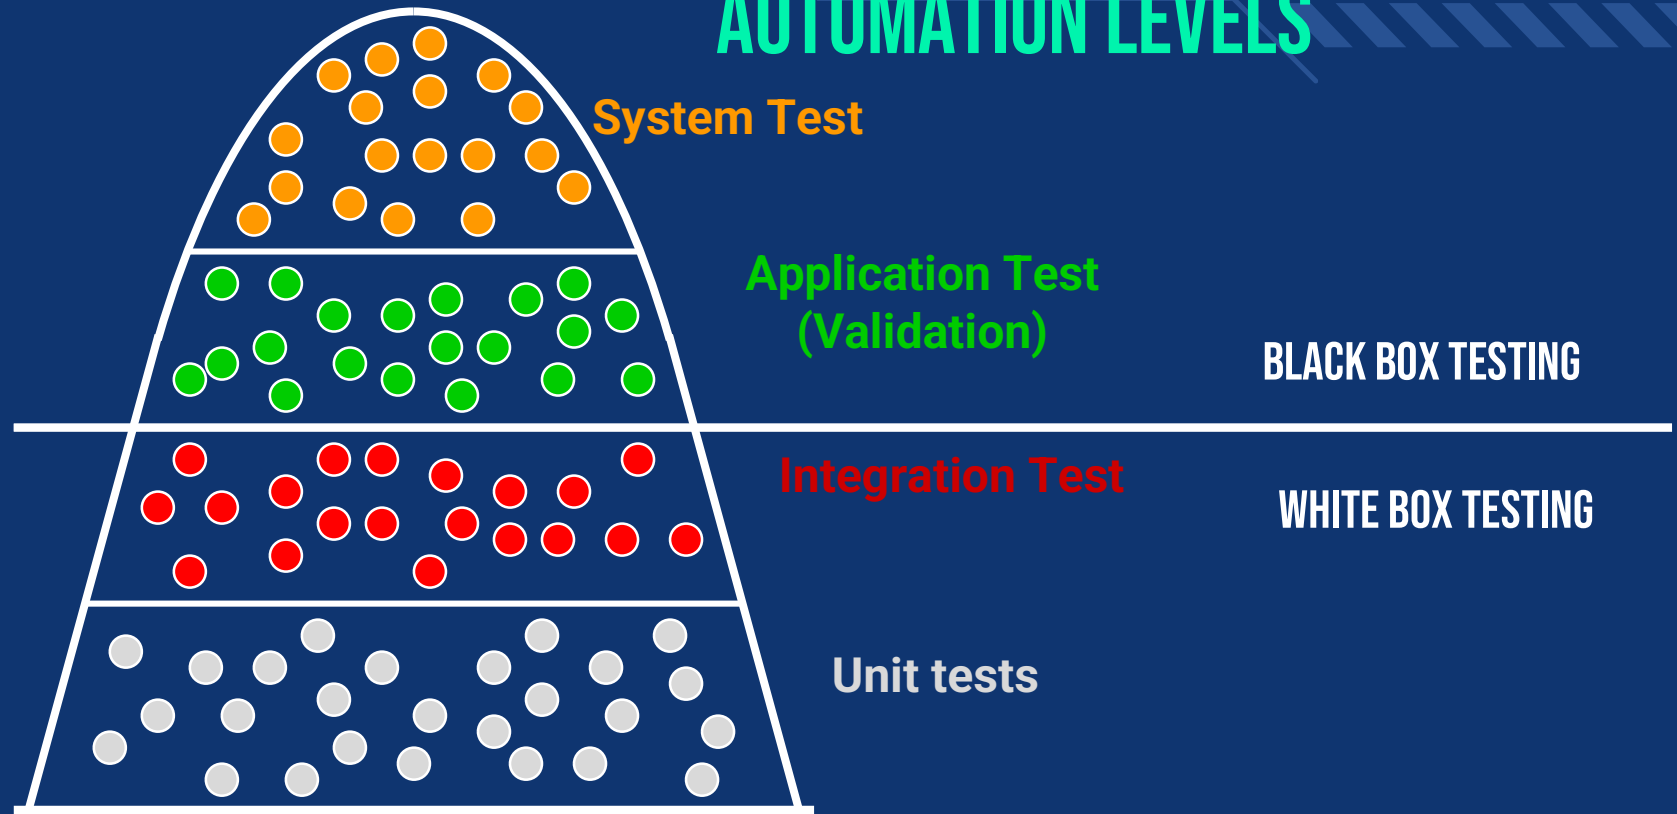 AUTOMATION LEVELS
System Test
Application Test
(Validation)
BLACK BOX TESTING
Integration Test
WHITE BOX TESTING
Unit tests